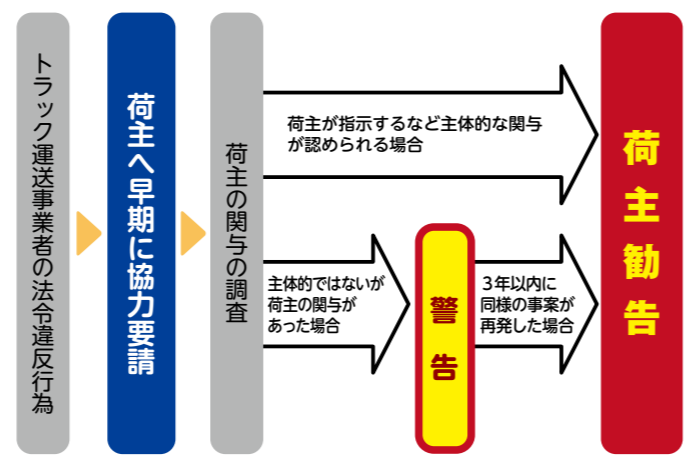 トラック運送事業者の法令違反行為
荷主へ早期に協力要請
荷主の関与の調査
荷主が指示するなど主体的な関与
が認められる場合
主体的ではないが
荷主の関与が
あった場合
警告
3年以内に
同様の事案が
再発した場合
荷主勧告